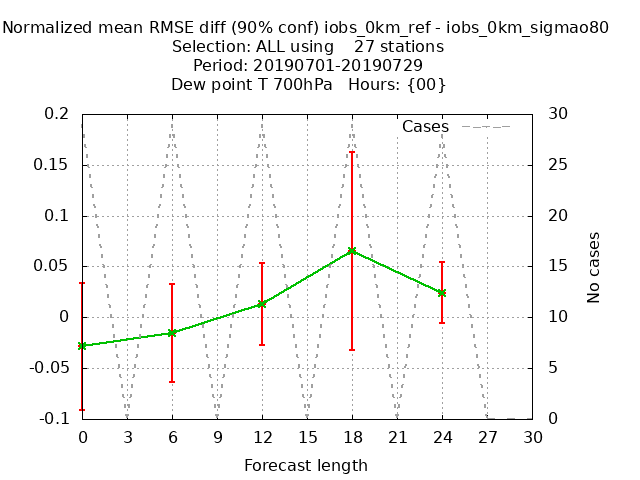 Normalized mean RMSE diff (90% conf) iobs_0km_ref - iobs_0km_sigmao80
Selection: ALL using    27 stations
Period: 20190701-20190729
Dew point T 700hPa   Hours: {00}
Cases
0.2
0.15
0.1
0.05
0
-0.05
-0.1
30
25
20
15
10
5
0
No cases
0 3 6 9 12 15 18 21 24 27 30
Forecast length